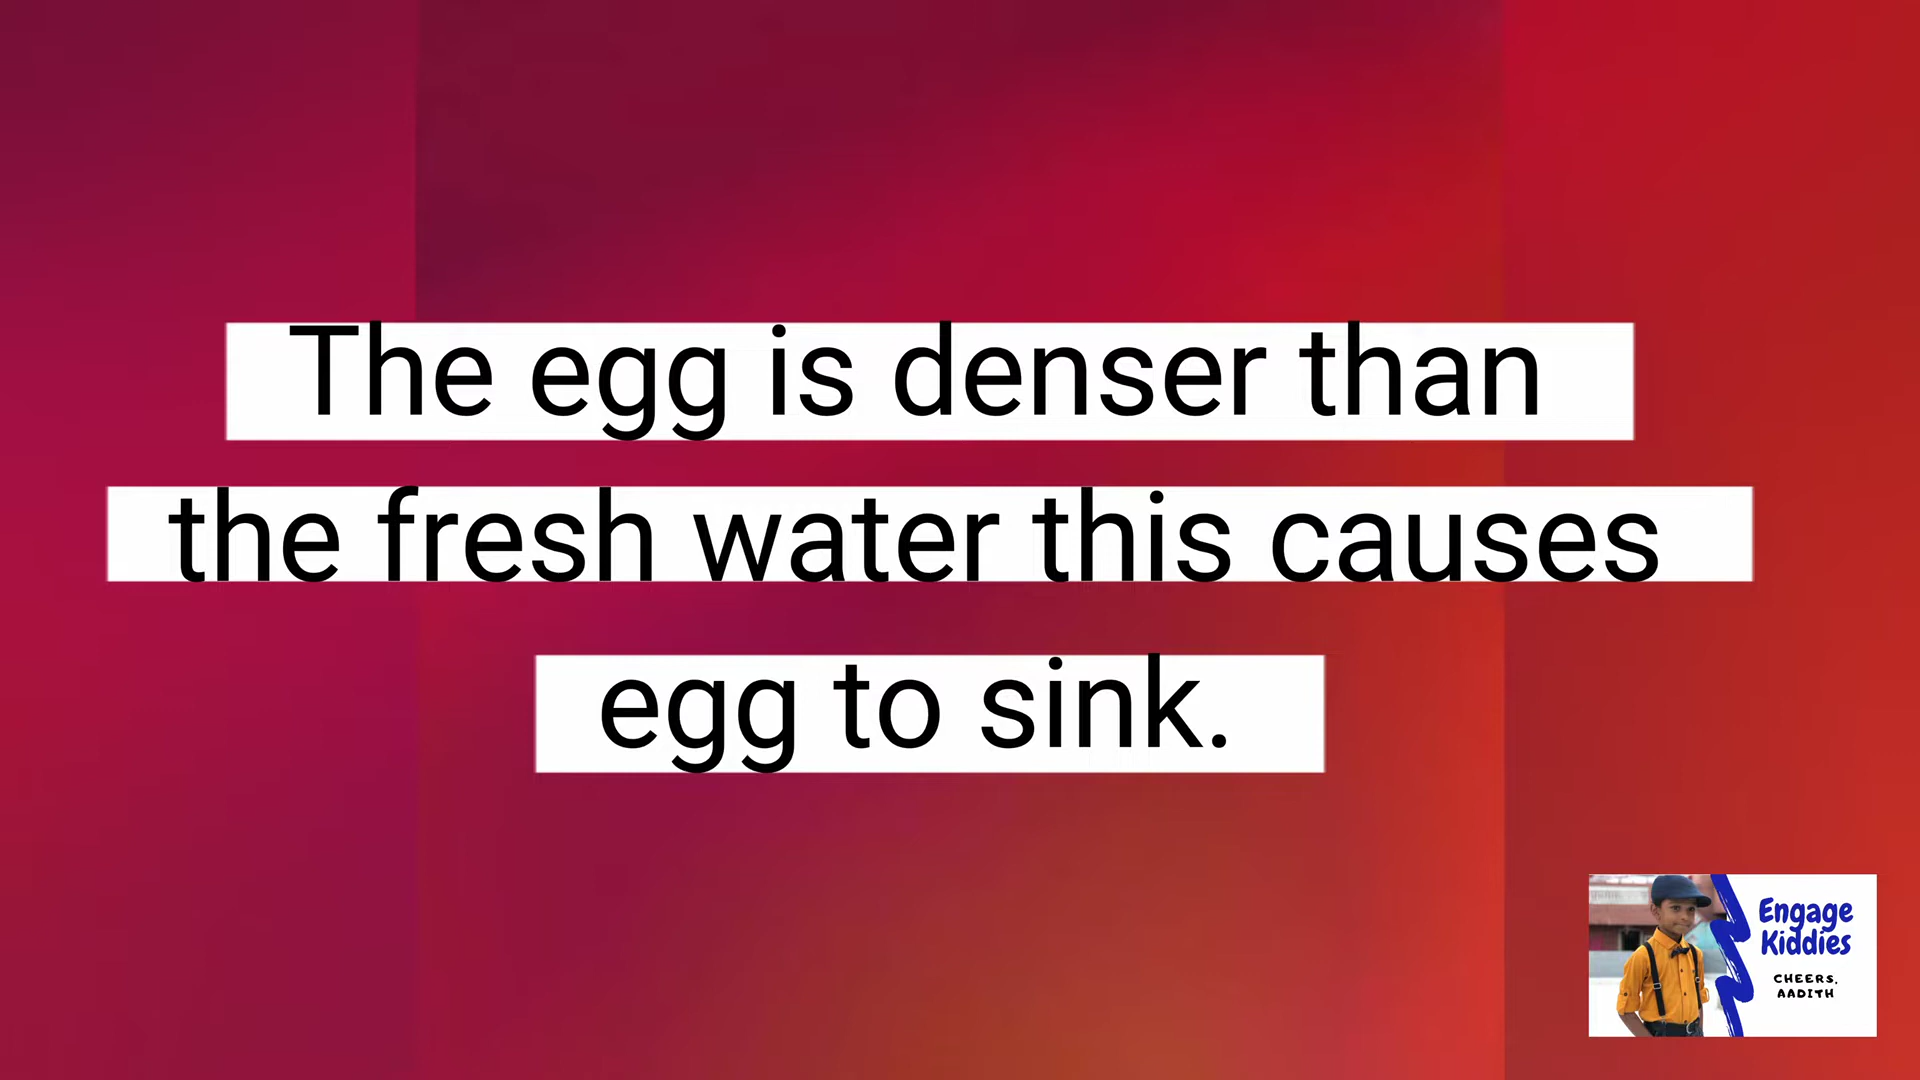 The egg is denser than
the fresh water this causes
egg to sink.
Engage
Kiddies
CHEERS,
AADITH